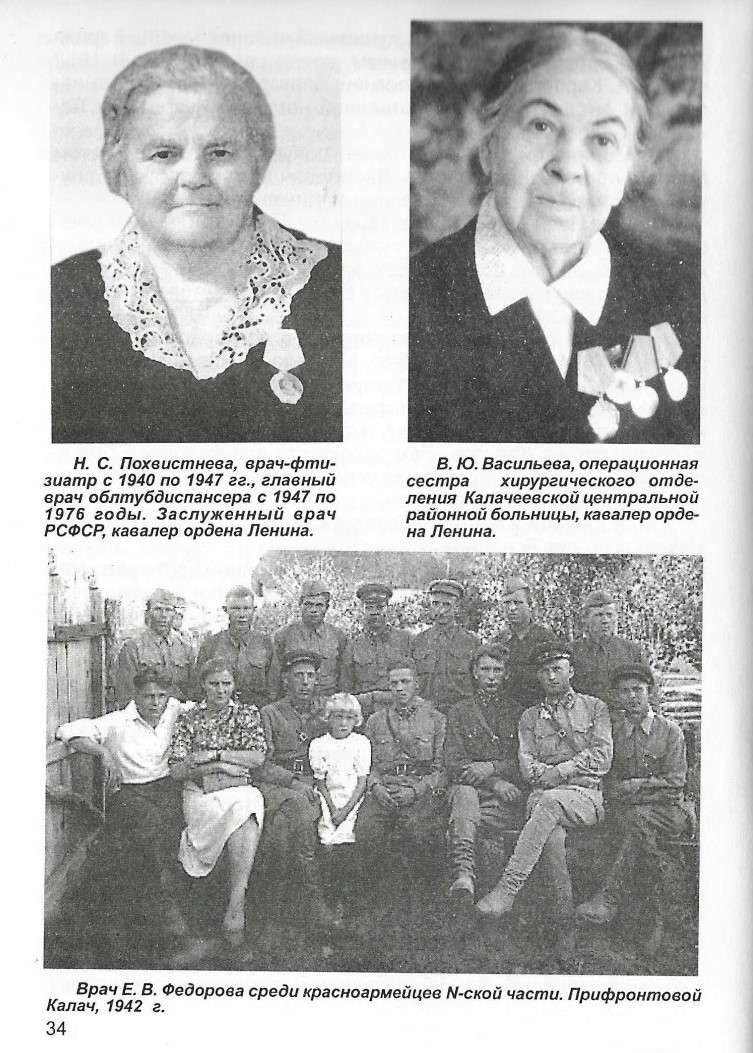 Н. С. Похвистнева, врач-фти-
зиатр с 1940 по 1947 гг., главный
врач облтубдиспансера с 1947 по
1976 годы. Заслуженный врач
РСФСР, кавалер ордена Ленина.
В. Ю. Васильева, операционная
сестра хирургического отде-
ления Калачеевской центральной
районной больницы, кавалер орде-
на Ленина.
Врач Е. В. Федорова среди красноармейцев N-ской части. Прифронтовой
Калач, 1942 г.
34